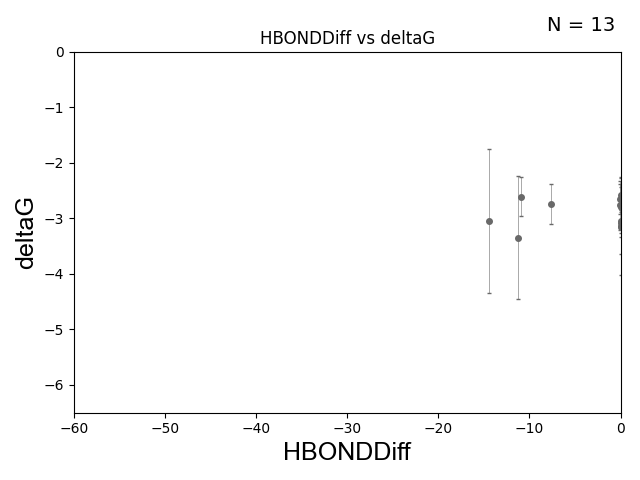 N = 13
HBONDDiff vs deltaG
0
−1
−2
−3
−4
−5
−6
deltaG
−60 −50 −40 −30 −20 −10 0
HBONDDiff